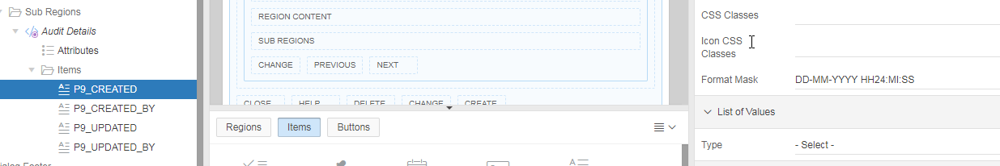 Sub Regions
Audit Details
Attributes
Items
P9_CREATED
P9_CREATED_BY
P9_UPDATED
P9_UPDATED_BY
Dialog Footer
REGION CONTENT
SUB REGIONS
CHANGE PREVIOUS NEXT
CLOSE HELP DELETE CHANGE CREATE
Regions Items Buttons
CSS Classes
Icon CSS
Classes
Format Mask DD-MM-YYYY HH24:MI:SS
List of Values
Type - Select -